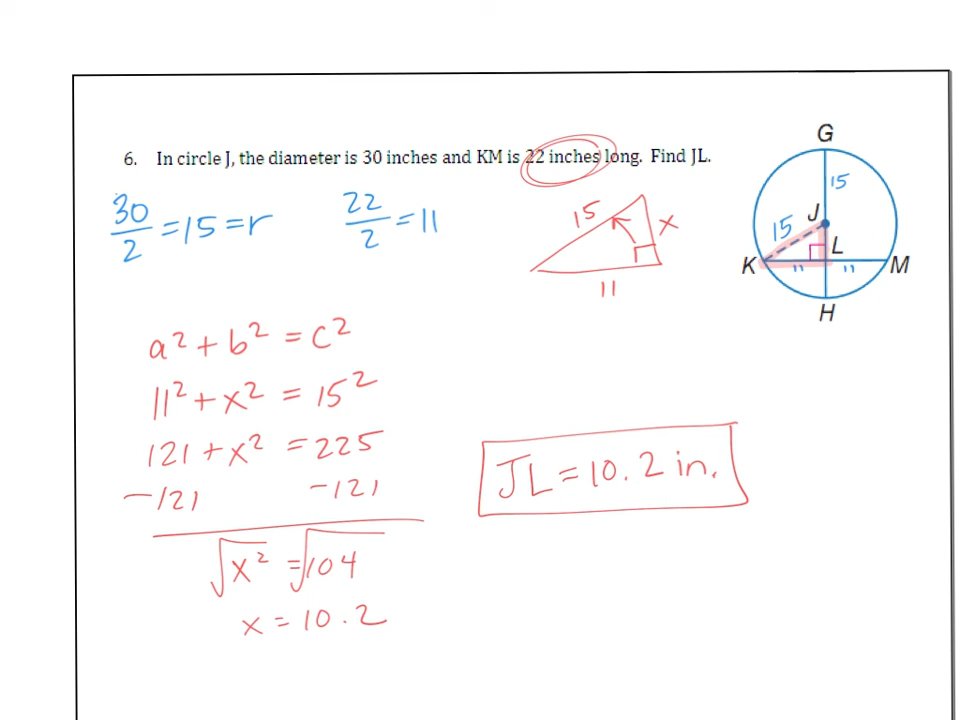 6. In circle J, the diameter is 30 inches and KM is 22 inches long. Find JL.
30/2 = 15 = r
22/2 = 11
15
x
11
G
15
J
15
L
K
11
11
M
H
a² + b² = c²
11² + x² = 15²
121 + x² = 225
-121 -121
√x² = √104
x = 10.2
JL = 10.2 in.